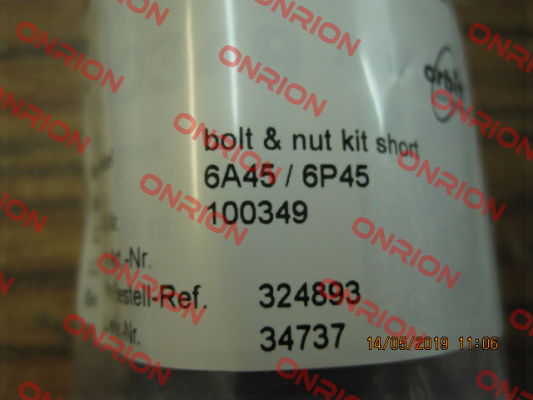 orbit
bolt & nut kit short
6A45 / 6P45
100349
.-Nr.
estell-Ref. 324893
-Nr. 34737
14/05/2019 11:06
ONRION